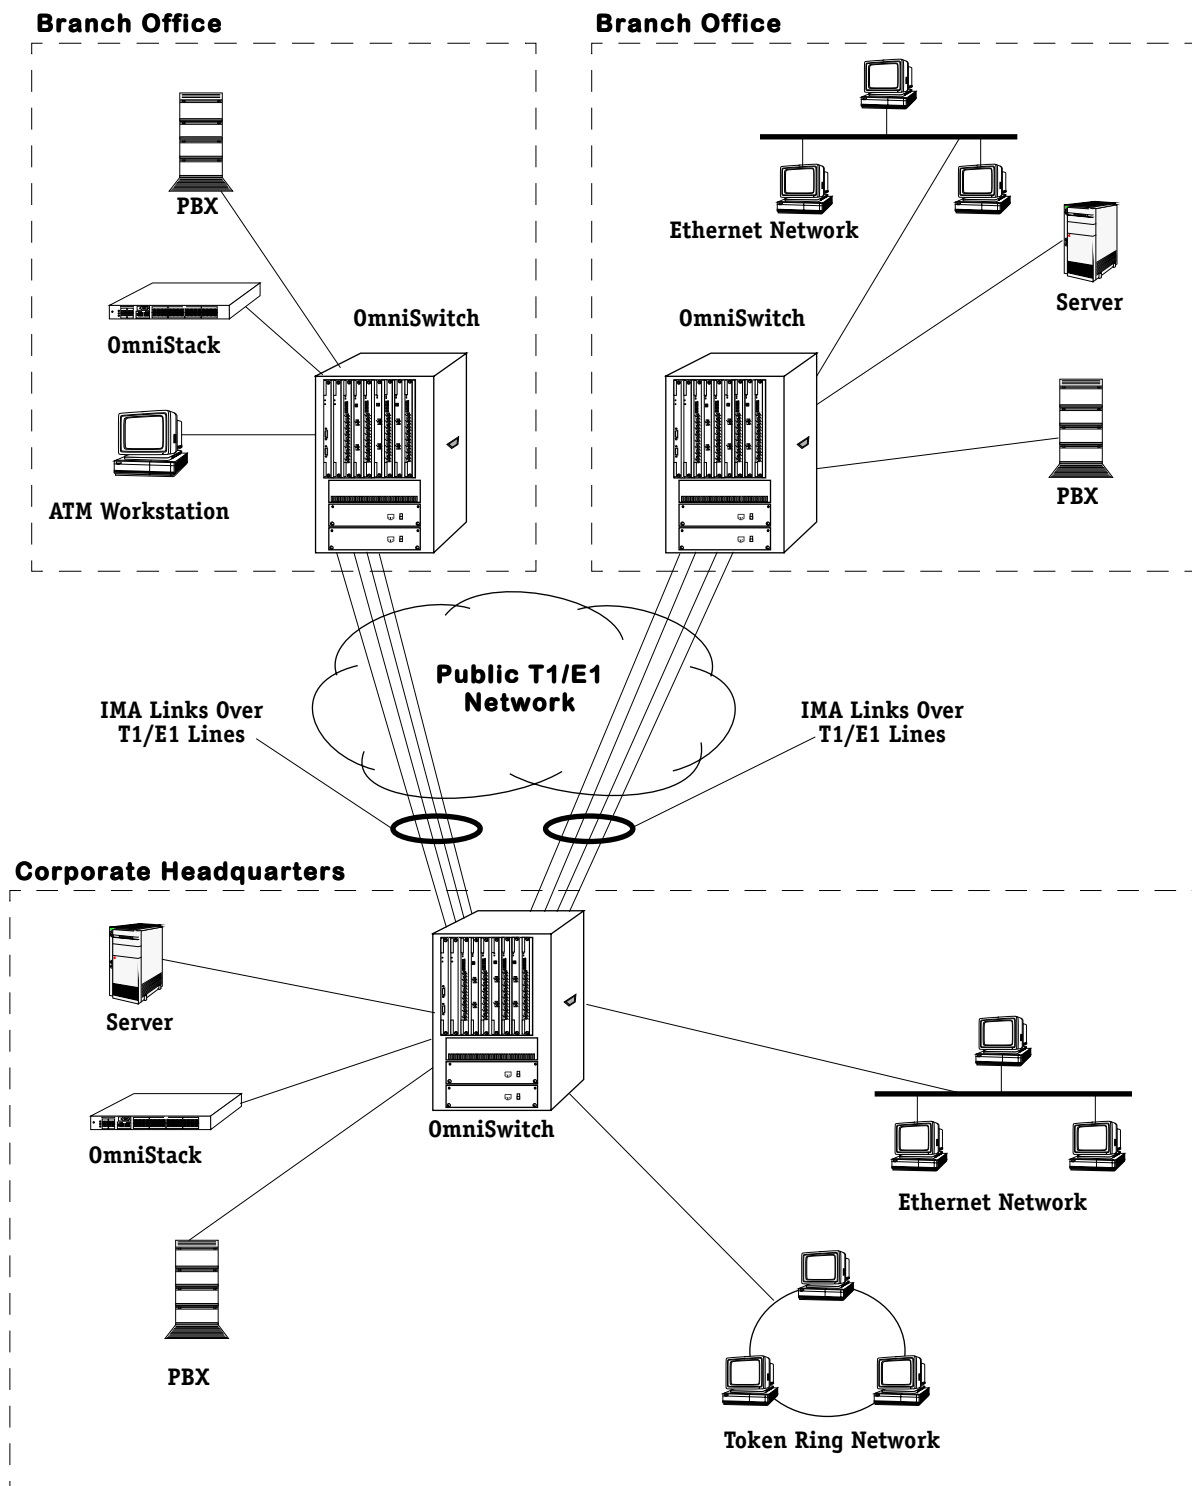 Branch Office
Branch Office
PBX
Ethernet Network
Server
OmniStack
OmniSwitch
OmniSwitch
ATM Workstation
PBX
Public T1/E1
Network
IMA Links Over
T1/E1 Lines
IMA Links Over
T1/E1 Lines
Corporate Headquarters
Server
OmniStack
OmniSwitch
Ethernet Network
PBX
Token Ring Network